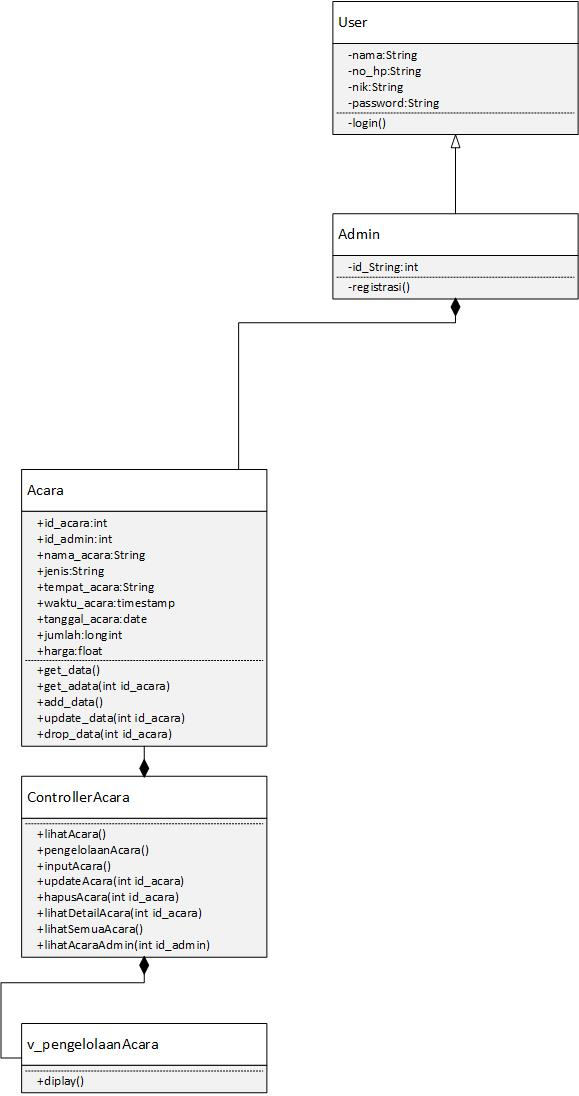 User
-nama:String
-no_hp:String
-nik:String
-password:String
-login()
Admin
-id_String:int
-registrasi()
Acara
+id_acara:int
+id_admin:int
+nama_acara:String
+jenis:String
+tempat_acara:String
+waktu_acara:timestamp
+tanggal_acara:date
+jumlah:longint
+harga:float
+get_data()
+get_adata(int id_acara)
+add_data()
+update_data(int id_acara)
+drop_data(int id_acara)
ControllerAcara
+lihatAcara()
+pengelolaanAcara()
+inputAcara()
+updateAcara(int id_acara)
+hapusAcara(int id_acara)
+lihatDetailAcara(int id_acara)
+lihatSemuaAcara()
+lihatAcaraAdmin(int id_admin)
v_pengelolaanAcara
+diplay()